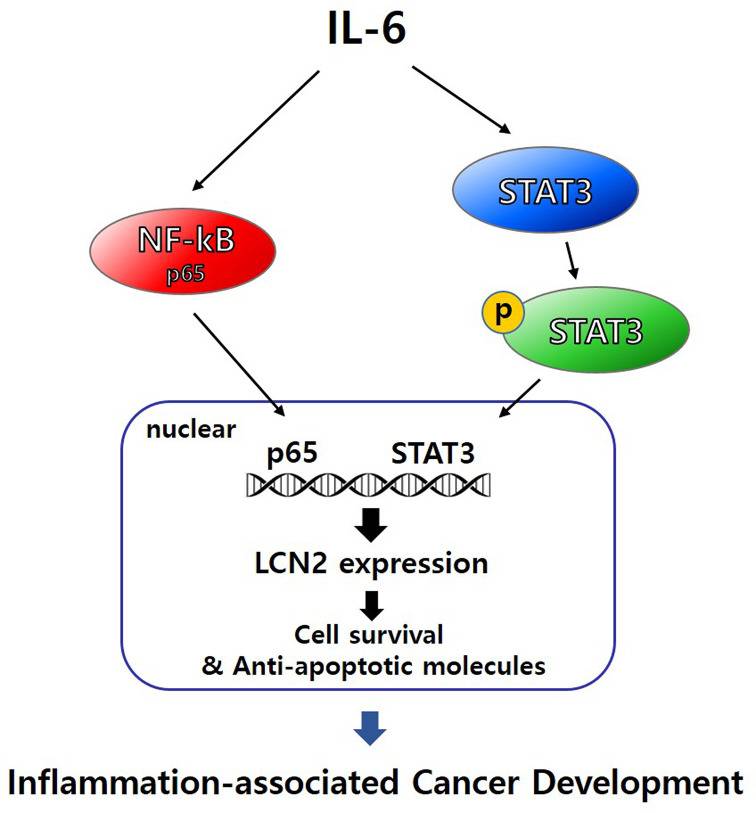 IL-6
STAT3
NF-kB
p65
p
STAT3
nuclear
p65 STAT3
LCN2 expression
Cell survival
& Anti-apoptotic molecules
Inflammation-associated Cancer Development